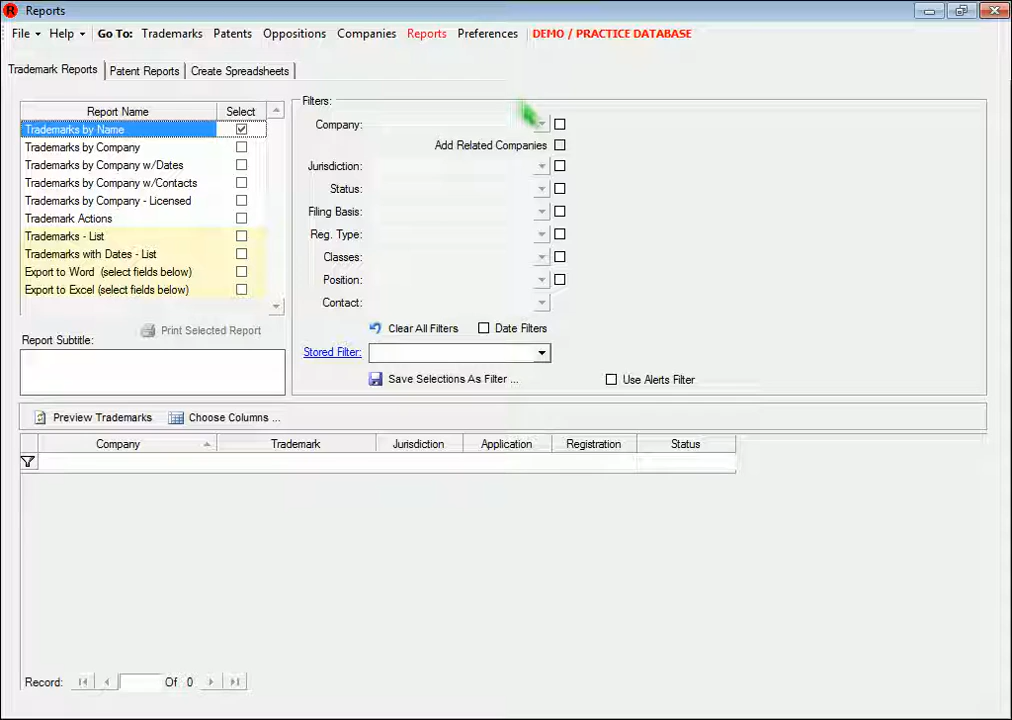 R Reports
File Help Go To: Trademarks Patents Oppositions Companies Reports Preferences DEMO / PRACTICE DATABASE
Trademark Reports Patent Reports Create Spreadsheets
Report Name Select
Trademarks by Name
Trademarks by Company
Trademarks by Company w/Dates
Trademarks by Company w/Contacts
Trademarks by Company - Licensed
Trademark Actions
Trademarks - List
Trademarks with Dates - List
Export to Word (select fields below)
Export to Excel (select fields below)
Print Selected Report
Report Subtitle:
Filters:
Company:
Add Related Companies
Jurisdiction:
Status:
Filing Basis:
Reg. Type:
Classes:
Position:
Contact:
Clear All Filters Date Filters
Stored Filter:
Save Selections As Filter ... Use Alerts Filter
Preview Trademarks Choose Columns ...
Company Trademark Jurisdiction Application Registration Status
Record: Of 0